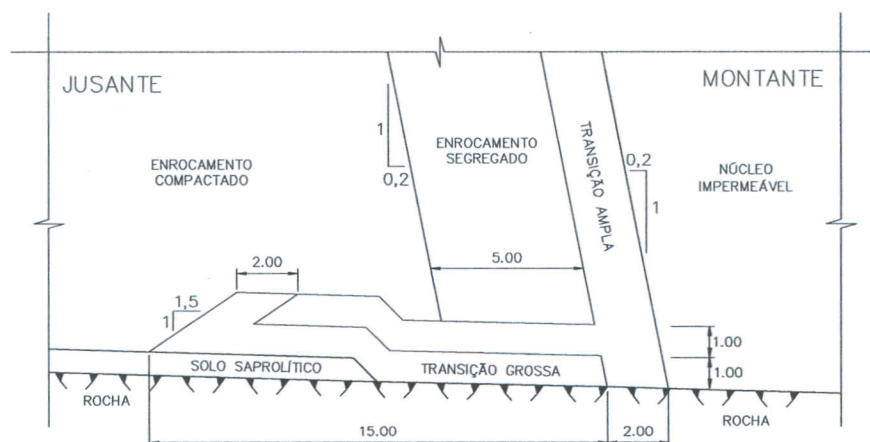 JUSANTE
MONTANTE
ENROCAMENTO
COMPACTADO
1
0,2
ENROCAMENTO
SEGREGADO
TRANSIÇÃO AMPLA
0,2
1
NÚCLEO
IMPERMEÁVEL
2.00
5.00
1,5
1
1.00
1.00
SOLO SAPROLÍTICO
TRANSIÇÃO GROSSA
ROCHA
ROCHA
15.00
2.00